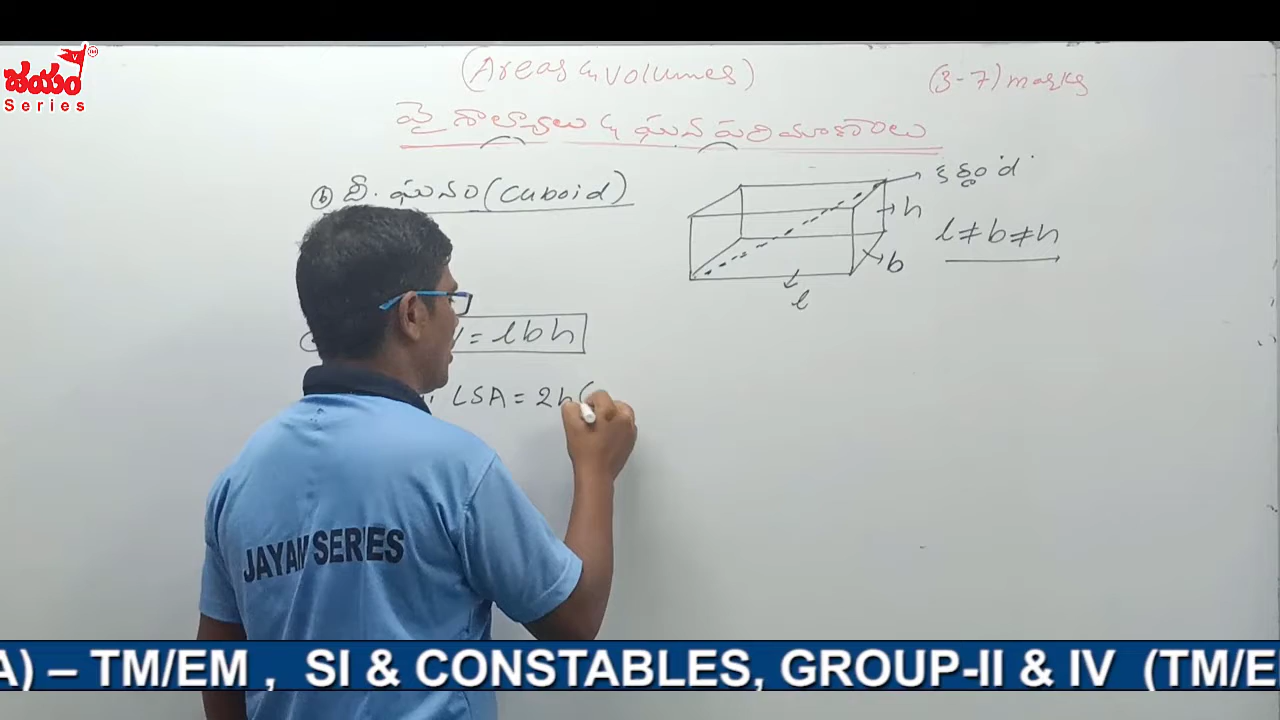 జయం
Series
(Areas & Volumes)
(3-7) marks
వైశాల్యాలు & ఘన పరిమాణాలు
(b) దీ. ఘనం (Cuboid)
కర్ణం 'd'
h
l ≠ b ≠ h
b
l
= lbh
LSA = 2h(
JAYAM SERIES
A) – TM/EM , SI & CONSTABLES, GROUP-II & IV (TM/E